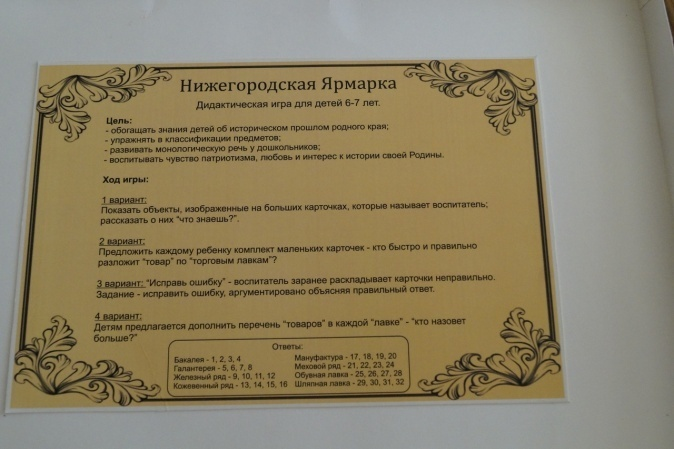 Нижегородская Ярмарка
Дидактическая игра для детей 6-7 лет.
Цель:
- обогащать знания детей об историческом прошлом родного края;
- упражнять в классификации предметов;
- развивать монологическую речь у дошкольников;
- воспитывать чувство патриотизма, любовь и интерес к истории своей Родины.
Ход игры:
1 вариант:
Показать объекты, изображенные на больших карточках, которые называет воспитатель;
рассказать о них "что знаешь?".
2 вариант:
Предложить каждому ребенку комплект маленьких карточек - кто быстро и правильно
разложит "товар" по "торговым лавкам"?
3 вариант: "Исправь ошибку" - воспитатель заранее раскладывает карточки неправильно.
Задание - исправить ошибку, аргументировано объясняя правильный ответ.
4 вариант:
Детям предлагается дополнить перечень "товаров" в каждой "лавке" - "кто назовет
больше?"
Ответы:
Бакалея - 1, 2, 3, 4
Галантерея - 5, 6, 7, 8
Железный ряд - 9, 10, 11, 12
Кожевенный ряд - 13, 14, 15, 16
Мануфактура - 17, 18, 19, 20
Меховой ряд - 21, 22, 23, 24
Обувная лавка - 25, 26, 27, 28
Шляпная лавка - 29, 30, 31, 32